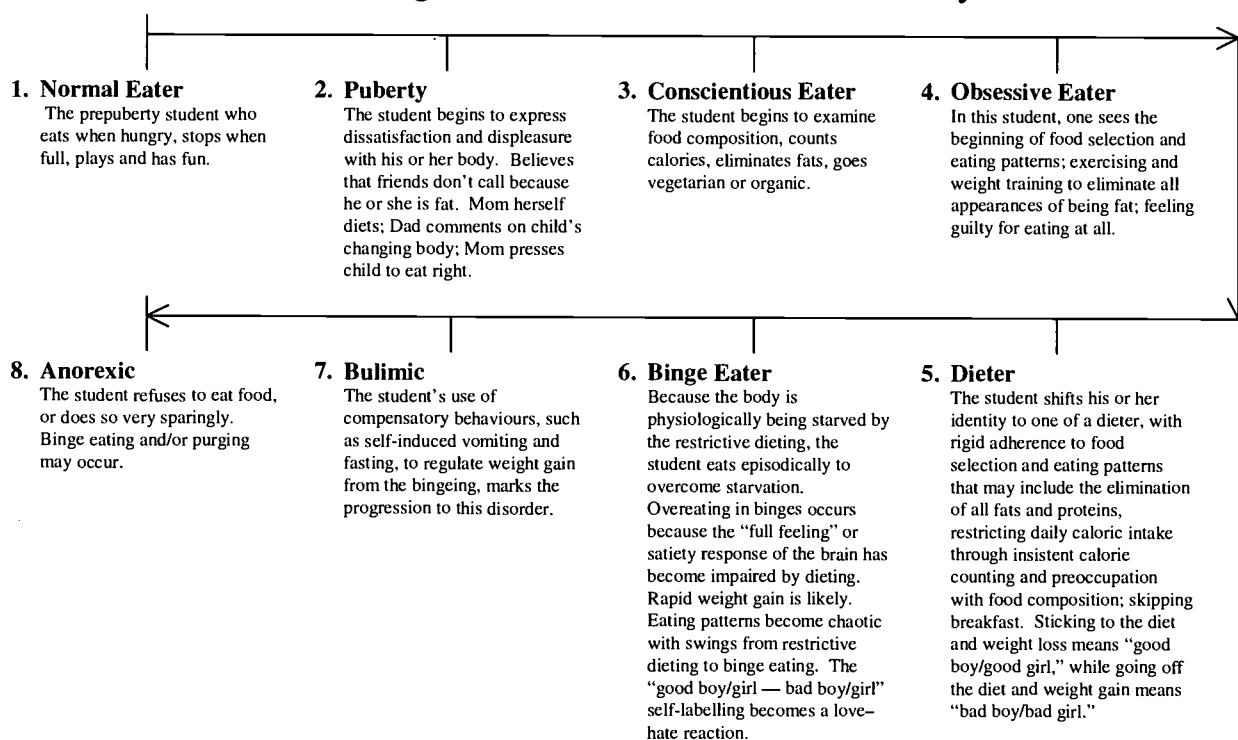 1. Normal Eater
The prepuberty student who
eats when hungry, stops when
full, plays and has fun.
2. Puberty
The student begins to express
dissatisfaction and displeasure
with his or her body. Believes
that friends don't call because
he or she is fat. Mom herself
diets; Dad comments on child's
changing body; Mom presses
child to eat right.
3. Conscientious Eater
The student begins to examine
food composition, counts
calories, eliminates fats, goes
vegetarian or organic.
4. Obsessive Eater
In this student, one sees the
beginning of food selection and
eating patterns; exercising and
weight training to eliminate all
appearances of being fat; feeling
guilty for eating at all.
8. Anorexic
The student refuses to eat food,
or does so very sparingly.
Binge eating and/or purging
may occur.
7. Bulimic
The student's use of
compensatory behaviours, such
as self-induced vomiting and
fasting, to regulate weight gain
from the bingeing, marks the
progression to this disorder.
6. Binge Eater
Because the body is
physiologically being starved by
the restrictive dieting, the
student eats episodically to
overcome starvation.
Overeating in binges occurs
because the "full feeling" or
satiety response of the brain has
become impaired by dieting.
Rapid weight gain is likely.
Eating patterns become chaotic
with swings from restrictive
dieting to binge eating. The
"good boy/girl — bad boy/girl"
self-labelling becomes a love–
hate reaction.
5. Dieter
The student shifts his or her
identity to one of a dieter, with
rigid adherence to food
selection and eating patterns
that may include the elimination
of all fats and proteins,
restricting daily caloric intake
through insistent calorie
counting and preoccupation
with food composition; skipping
breakfast. Sticking to the diet
and weight loss means "good
boy/good girl," while going off
the diet and weight gain means
"bad boy/bad girl."